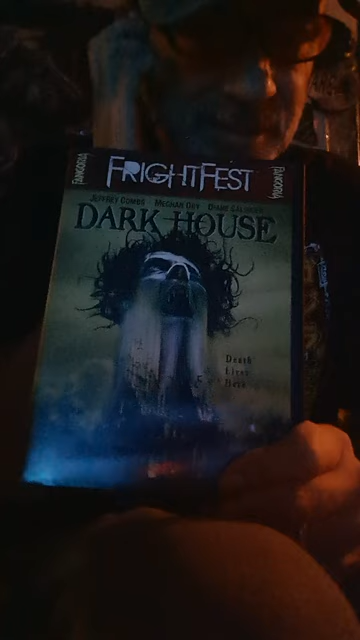 FANGORIA
FRIGHTFEST
FANGORIA
JEFFREY COMBS MEGHAN ORY DIANE SALINGER
DARK HOUSE
Death
Lives
Here